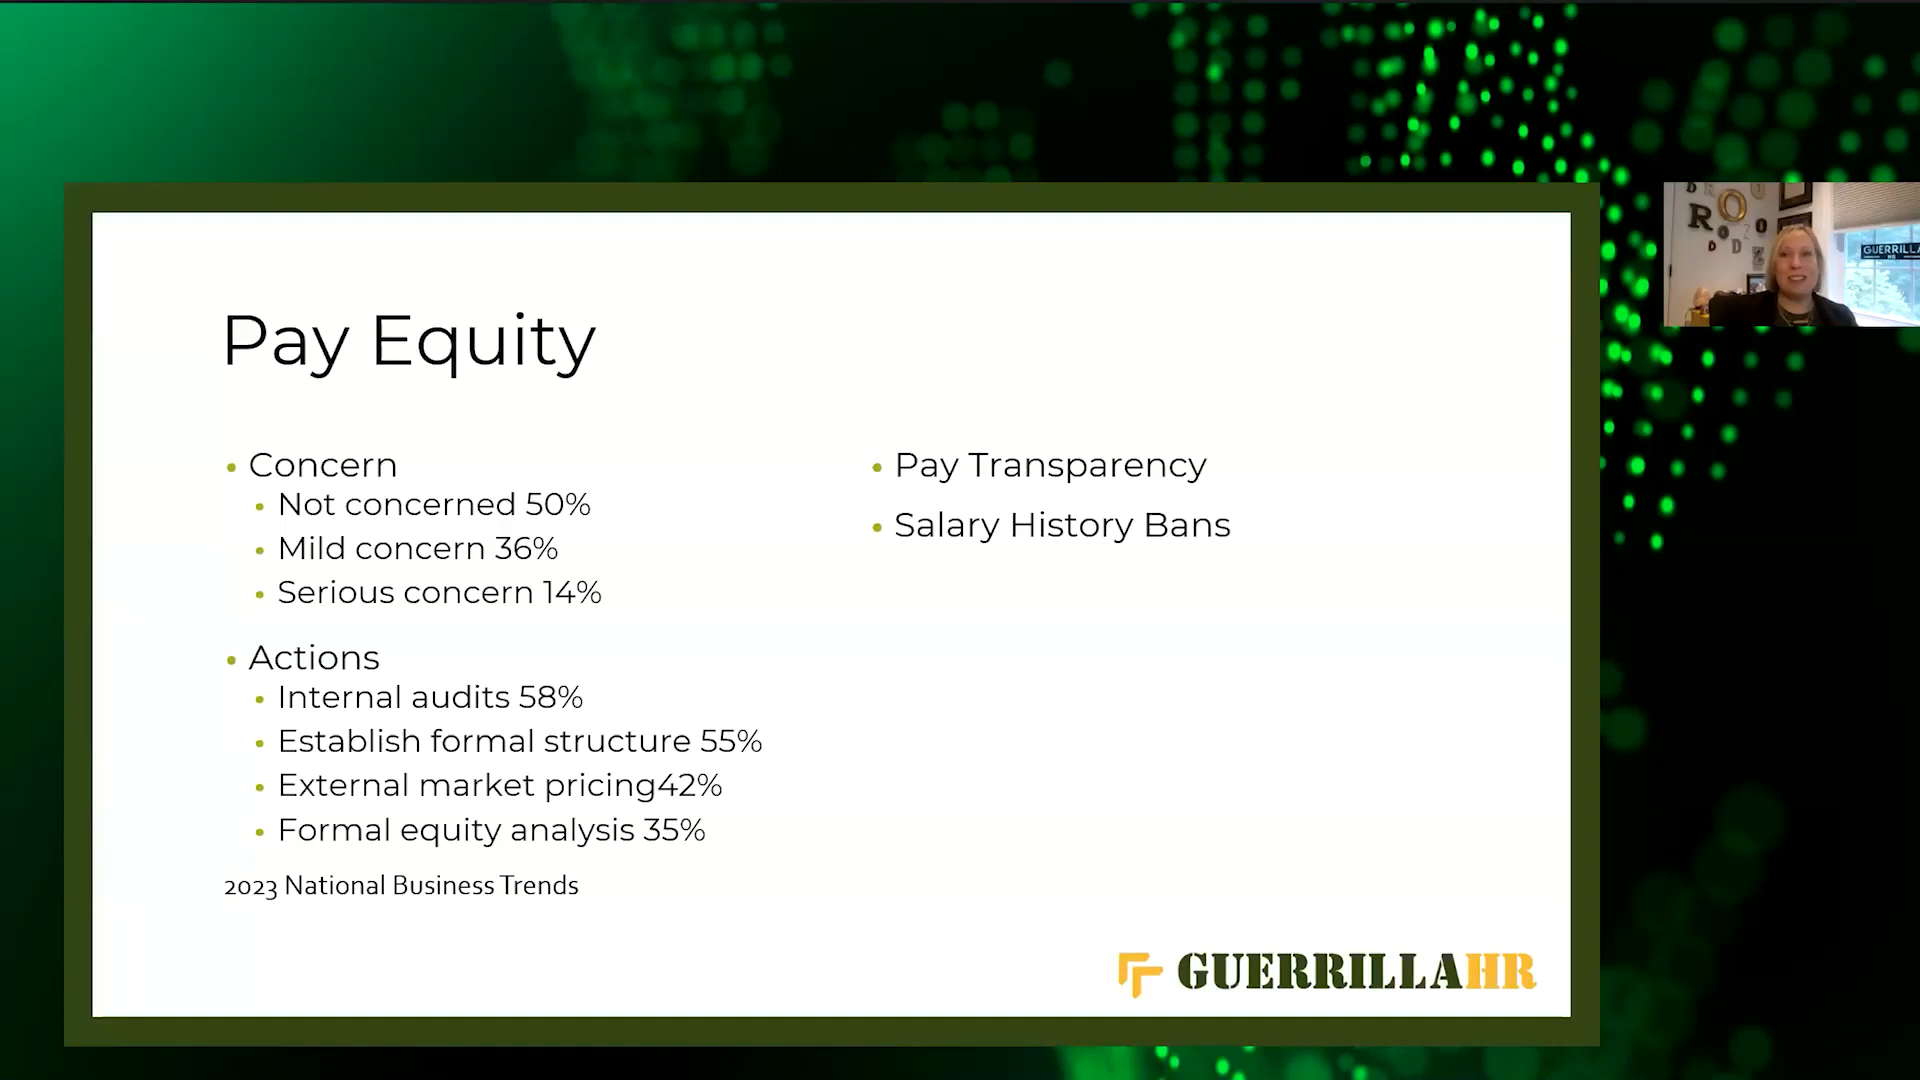 Pay Equity
• Concern
• Not concerned 50%
• Mild concern 36%
• Serious concern 14%
• Actions
• Internal audits 58%
• Establish formal structure 55%
• External market pricing42%
• Formal equity analysis 35%
2023 National Business Trends
• Pay Transparency
• Salary History Bans
GUERRILLAHR
GUERRILLA